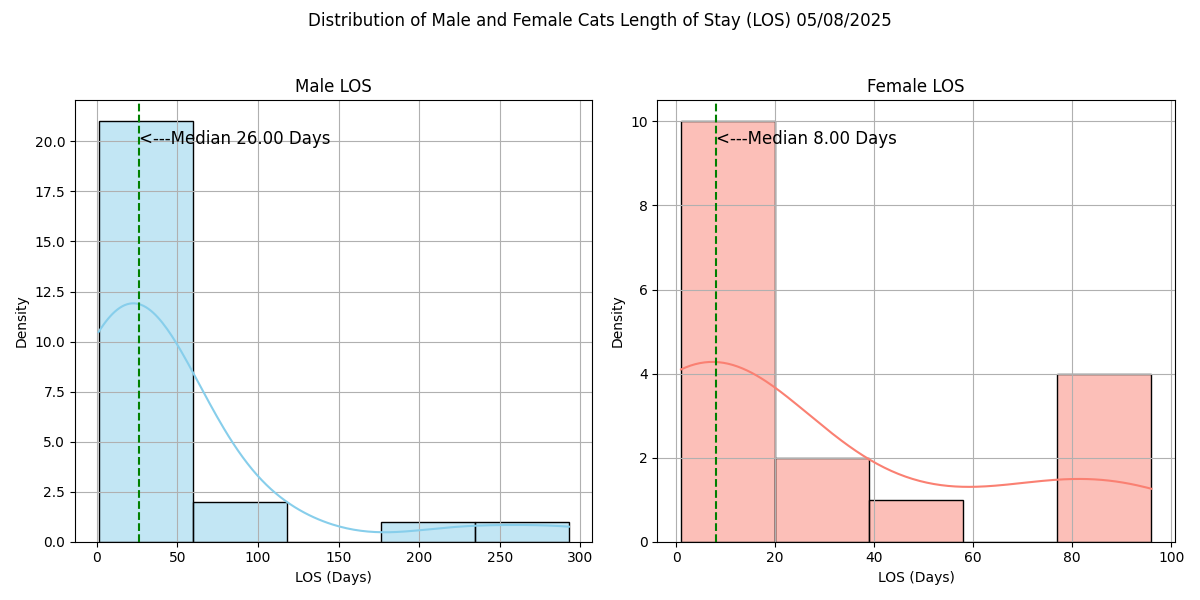 Distribution of Male and Female Cats Length of Stay (LOS) 05/08/2025
Male LOS
<---Median 26.00 Days
Density
20.0
17.5
15.0
12.5
10.0
7.5
5.0
2.5
0.0
0 50 100 150 200 250 300
LOS (Days)
Female LOS
<---Median 8.00 Days
Density
10
8
6
4
2
0
0 20 40 60 80 100
LOS (Days)